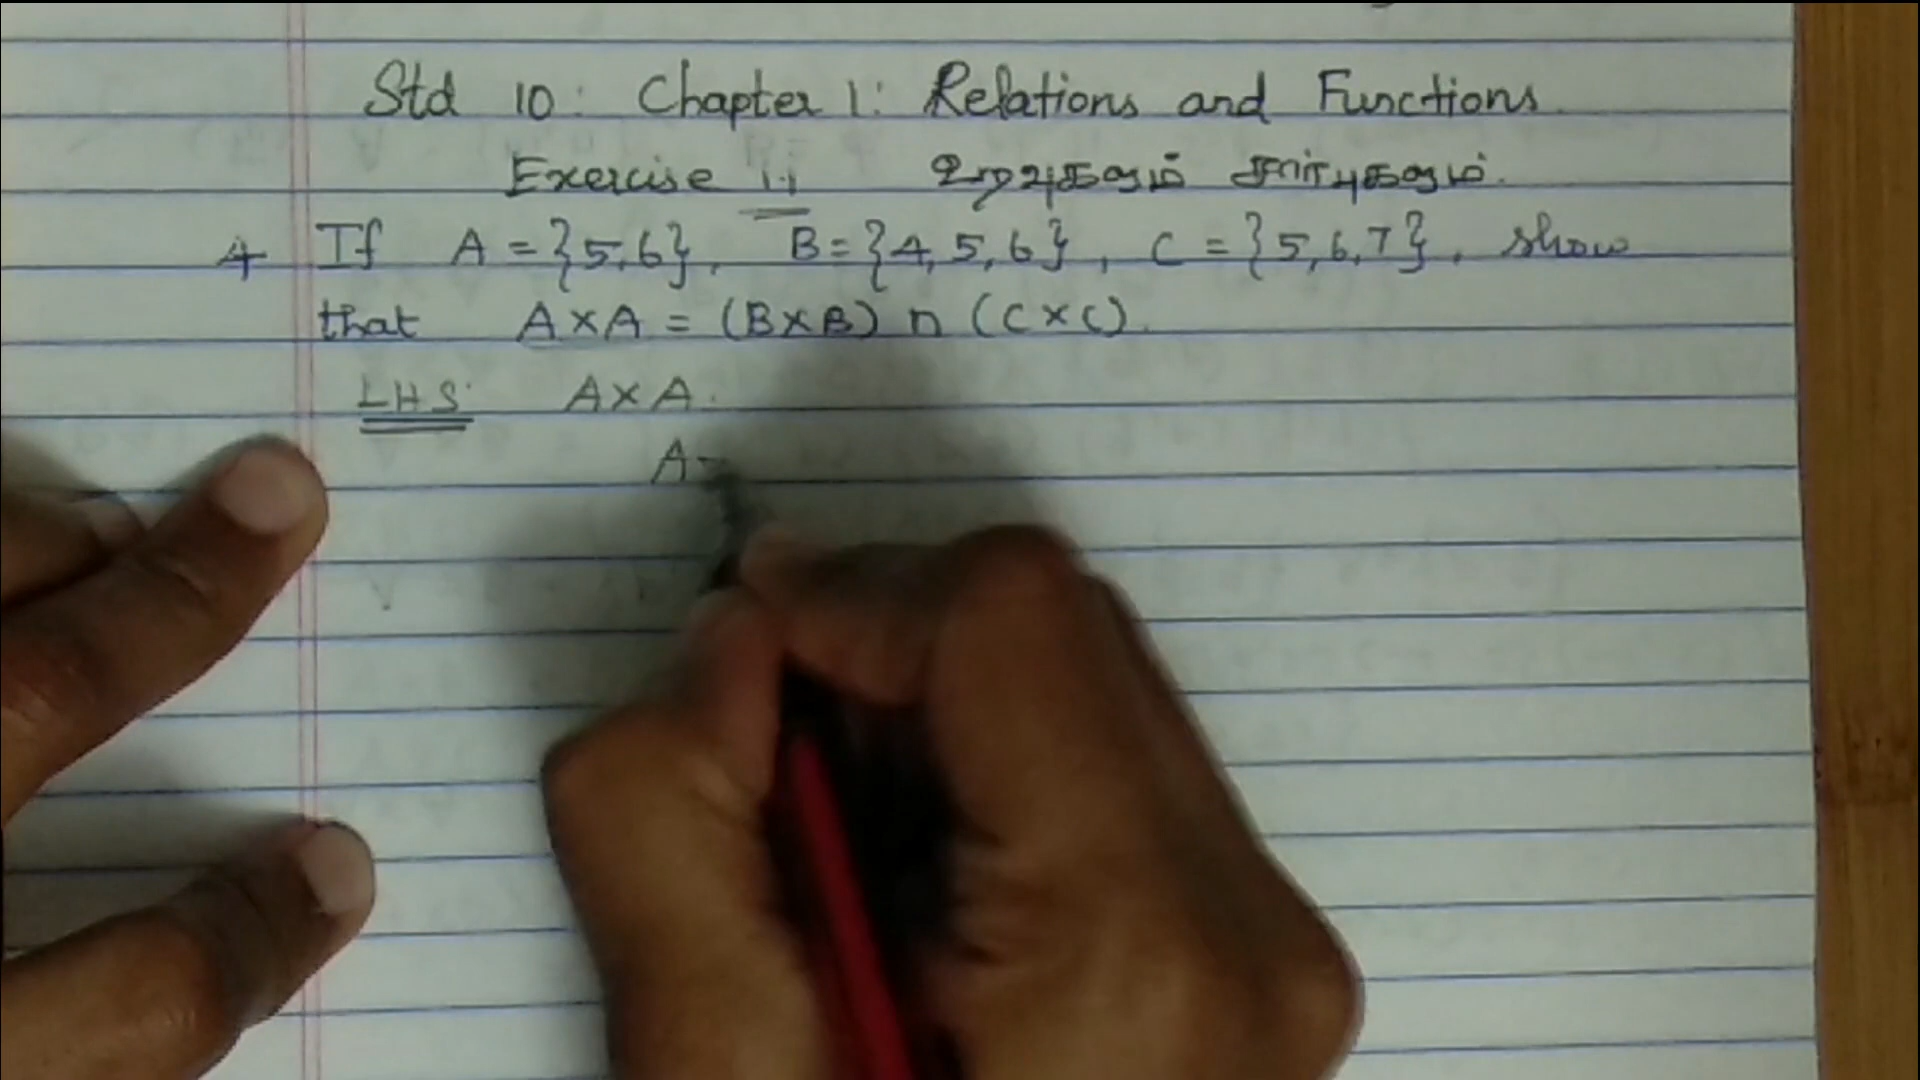 Std 10: Chapter 1: Relations and Functions.
Exercise 1.1 உறவுகளும் சார்புகளும்.
4 If A = {5,6}, B = {4,5,6}, C = {5,6,7}, show
that A×A = (B×B) ∩ (C×C).
LHS: A×A.
A=